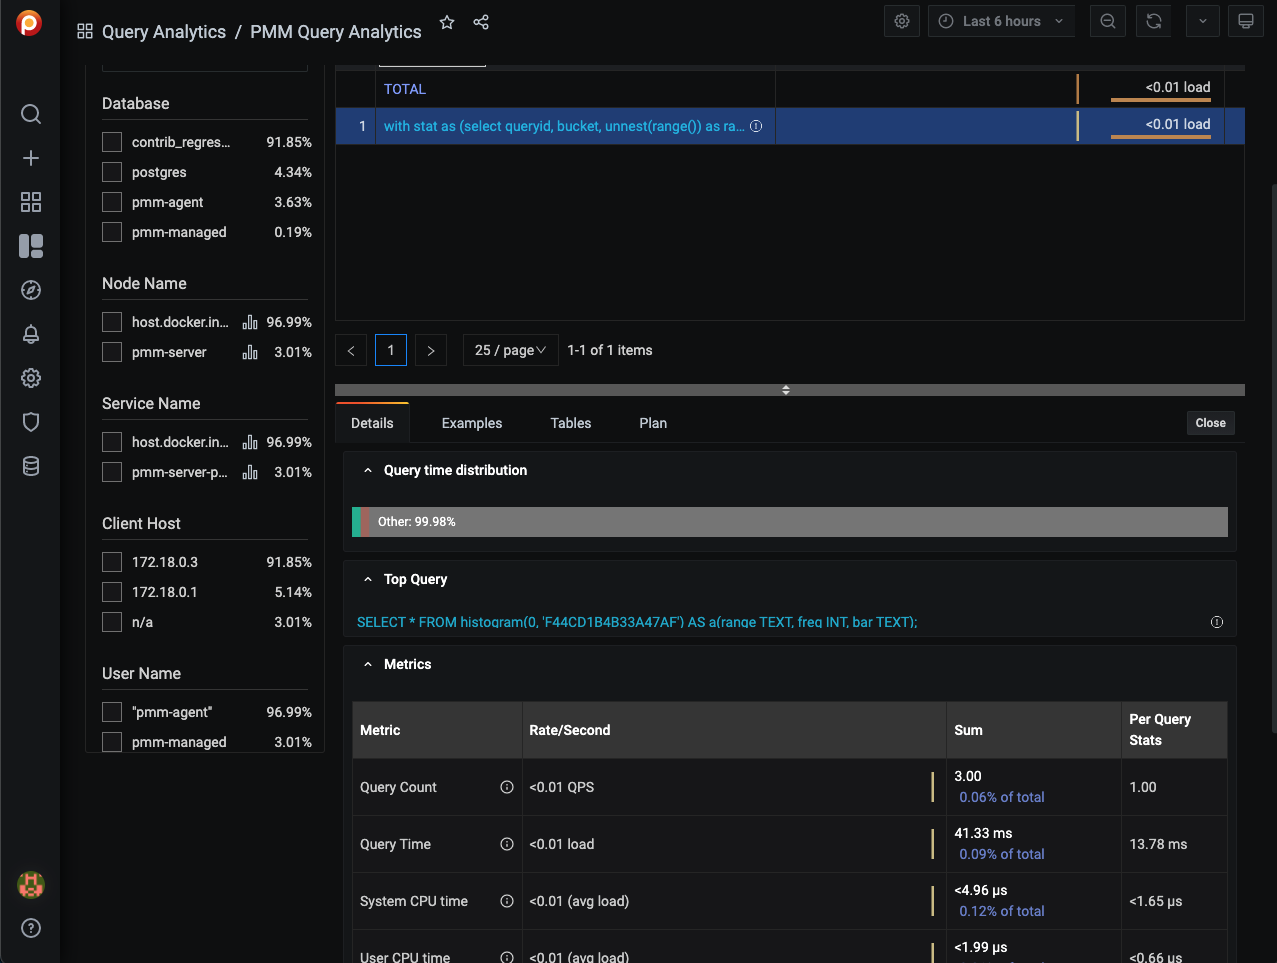 Query Analytics / PMM Query Analytics
Last 6 hours
Database
contrib_regres... 91.85%
postgres 4.34%
pmm-agent 3.63%
pmm-managed 0.19%
Node Name
host.docker.in... 96.99%
pmm-server 3.01%
Service Name
host.docker.in... 96.99%
pmm-server-p... 3.01%
Client Host
172.18.0.3 91.85%
172.18.0.1 5.14%
n/a 3.01%
User Name
"pmm-agent" 96.99%
pmm-managed 3.01%
TOTAL <0.01 load
1 with stat as (select queryid, bucket, unnest(range()) as ra... <0.01 load
1 25 / page 1-1 of 1 items
Details Examples Tables Plan Close
Query time distribution
Other: 99.98%
Top Query
SELECT * FROM histogram(0, 'F44CD1B4B33A47AF') AS a(range TEXT, freq INT, bar TEXT);
Metrics
Metric Rate/Second Sum Per Query Stats
Query Count <0.01 QPS 3.00 0.06% of total 1.00
Query Time <0.01 load 41.33 ms 0.09% of total 13.78 ms
System CPU time <0.01 (avg load) <4.96 µs 0.12% of total <1.65 µs
User CPU time <0.01 (avg load) <1.99 µs <0.66 µs